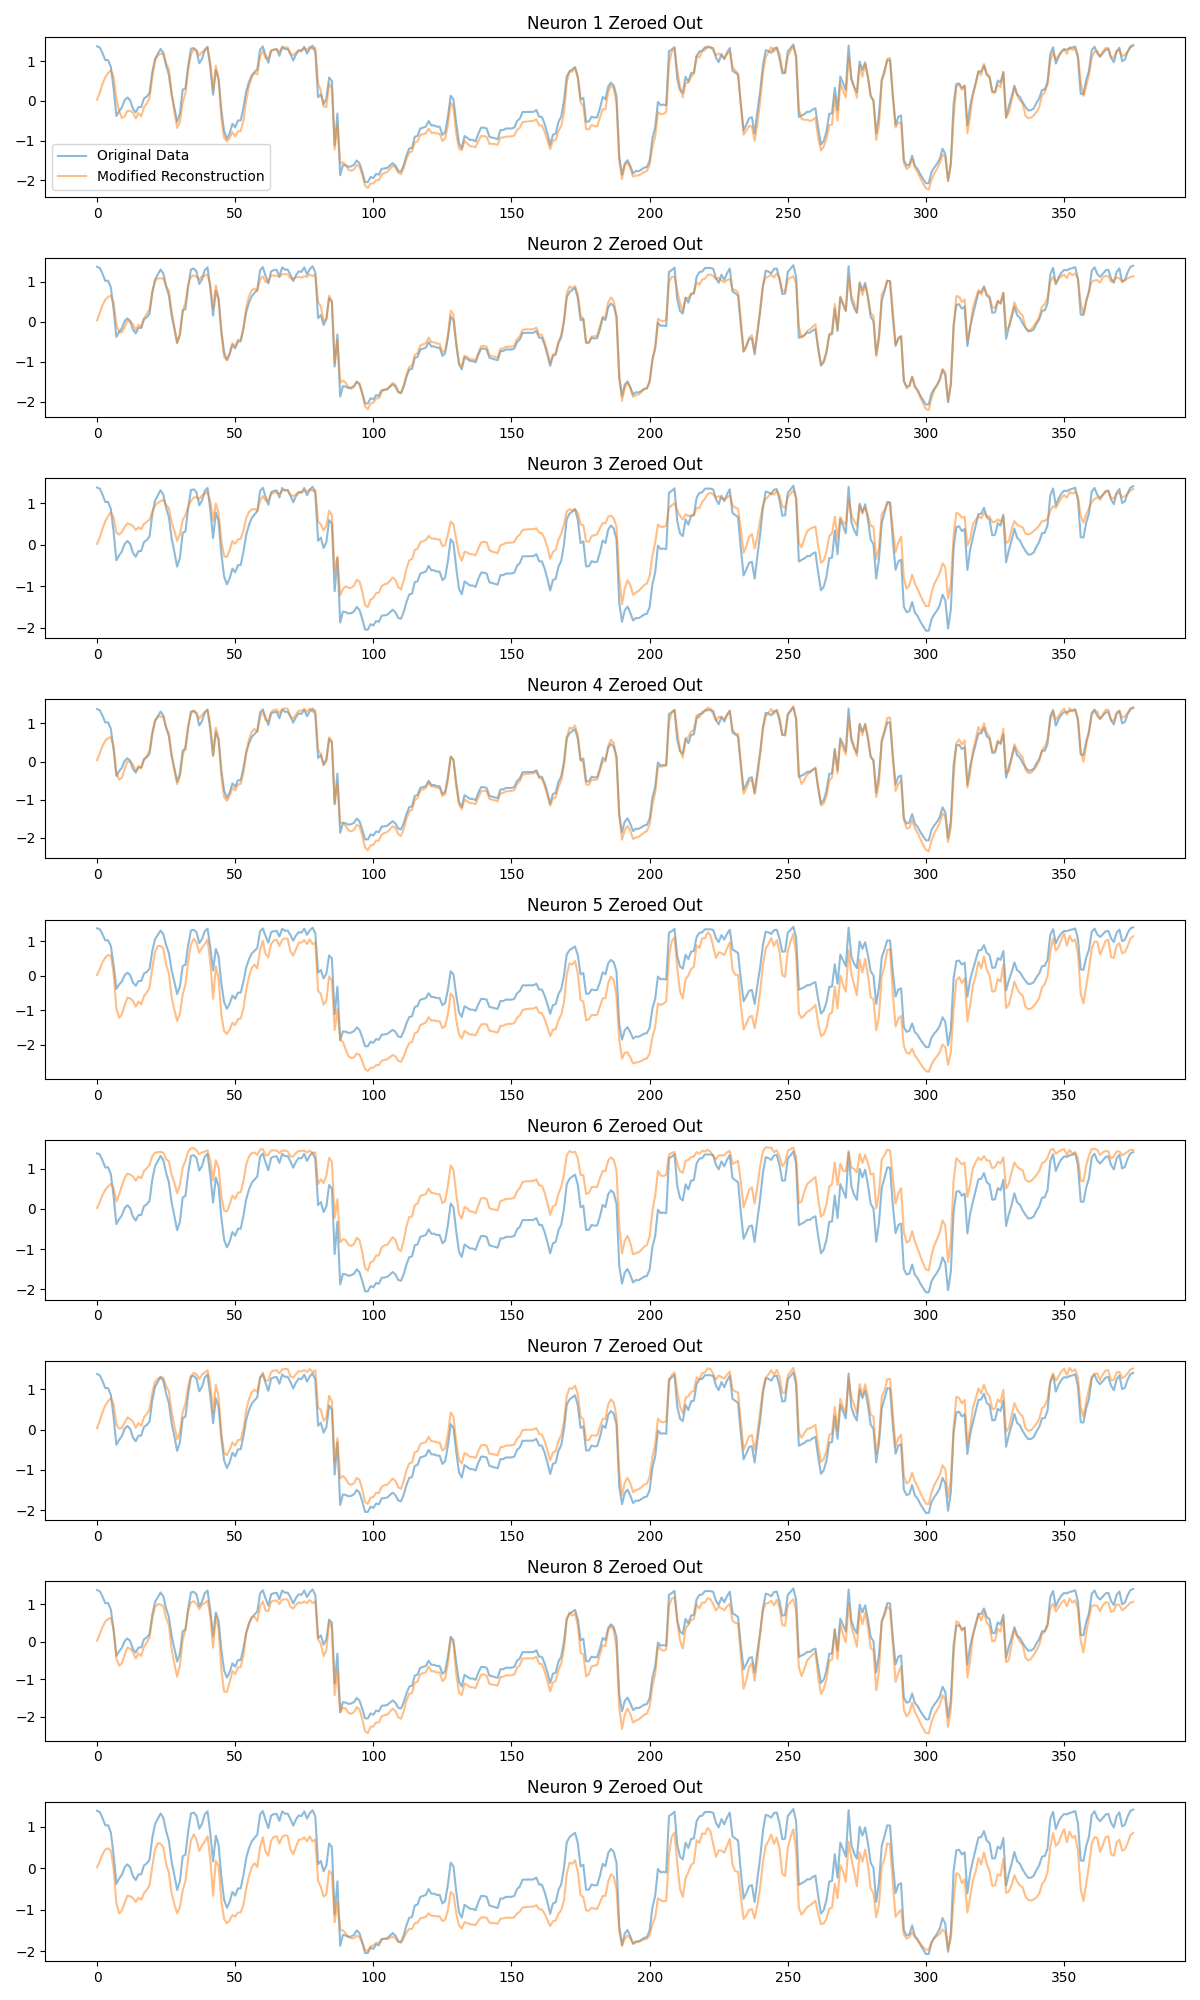 Neuron 1 Zeroed Out
1
0
−1
−2
Original Data
Modified Reconstruction
0 50 100 150 200 250 300 350
Neuron 2 Zeroed Out
1
0
−1
−2
0 50 100 150 200 250 300 350
Neuron 3 Zeroed Out
1
0
−1
−2
0 50 100 150 200 250 300 350
Neuron 4 Zeroed Out
1
0
−1
−2
0 50 100 150 200 250 300 350
Neuron 5 Zeroed Out
1
0
−1
−2
0 50 100 150 200 250 300 350
Neuron 6 Zeroed Out
1
0
−1
−2
0 50 100 150 200 250 300 350
Neuron 7 Zeroed Out
1
0
−1
−2
0 50 100 150 200 250 300 350
Neuron 8 Zeroed Out
1
0
−1
−2
0 50 100 150 200 250 300 350
Neuron 9 Zeroed Out
1
0
−1
−2
0 50 100 150 200 250 300 350